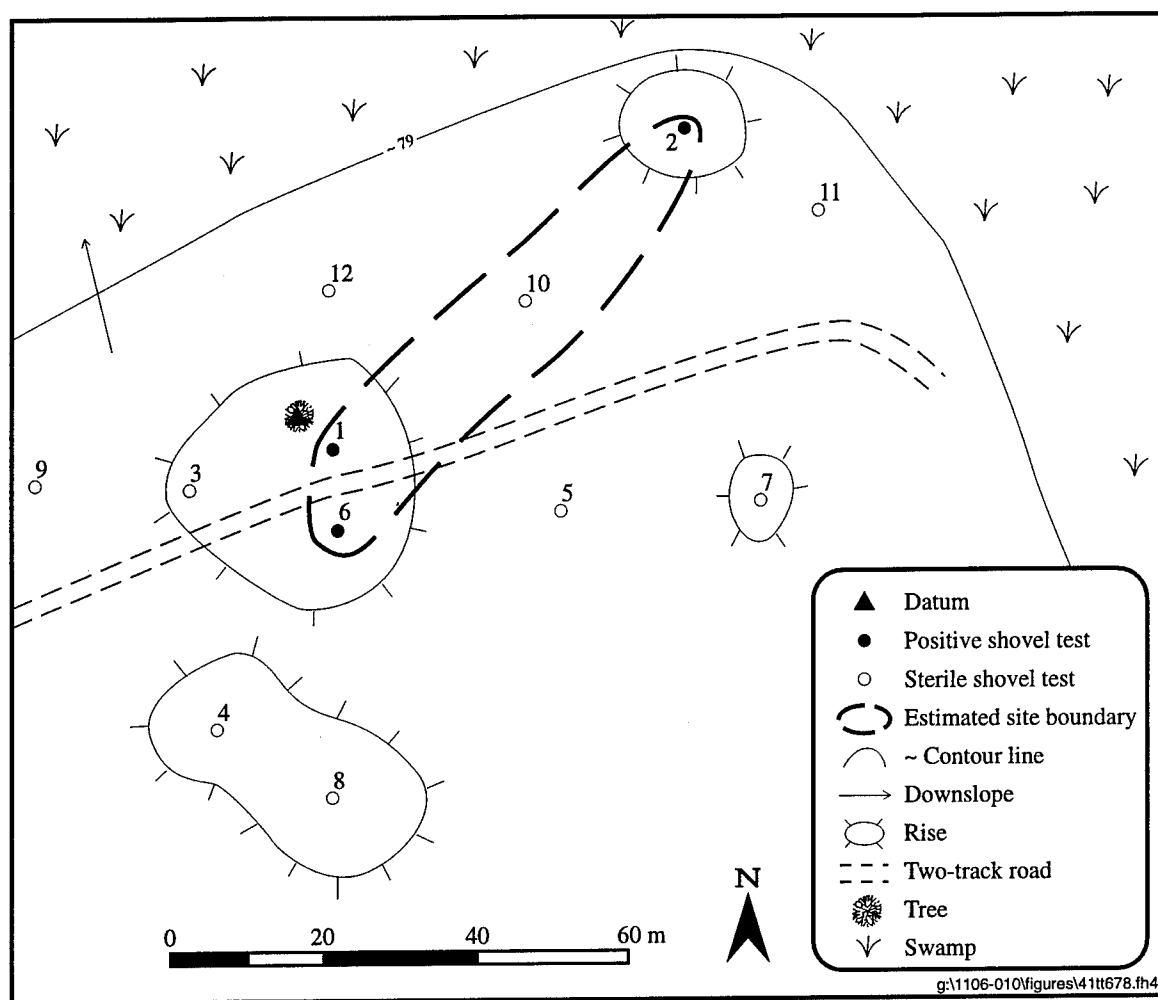 ~ 79
2
11
12
10
1
9
3
5
7
6
4
8
N
0 20 40 60 m
Datum
Positive shovel test
Sterile shovel test
Estimated site boundary
~ Contour line
Downslope
Rise
Two-track road
Tree
Swamp
g:\1106-010\figures\41tt678.fh4